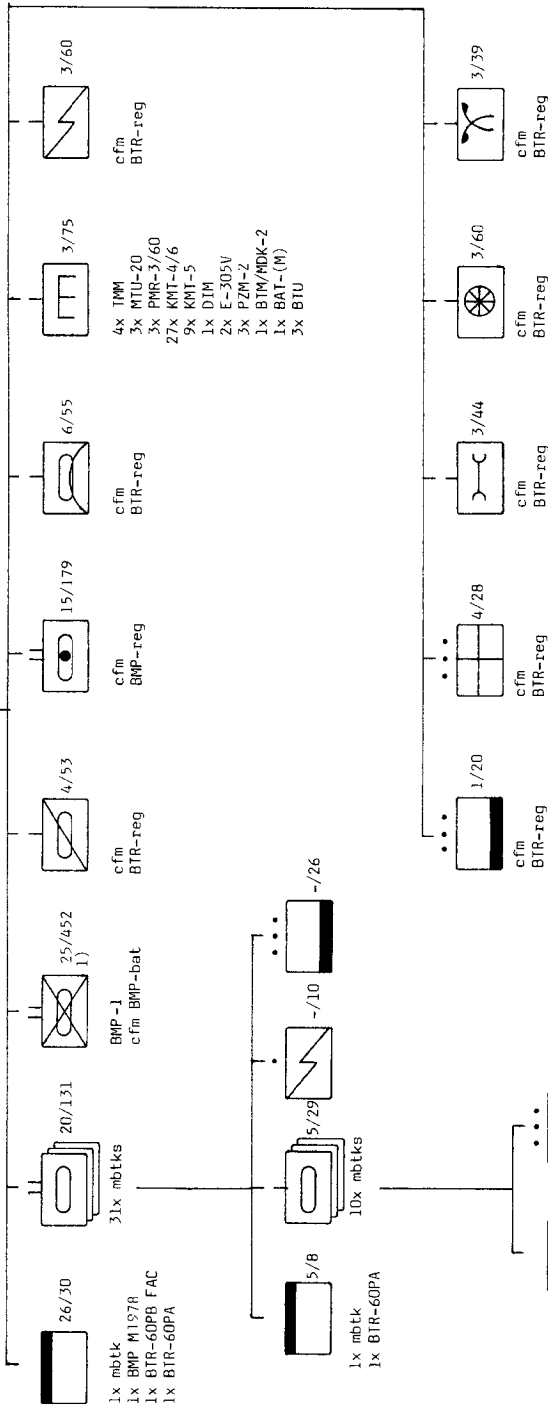 26/30
1x mbtk
1x BMP M1978
1x BTR-60PB FAC
1x BTR-60PA
20/131
31x mbtks
25/452
1)
BMP-1
cfm BMP-bat
4/53
cfm
BTR-reg
15/179
cfm
BMP-reg
6/55
cfm
BTR-reg
3/75
4x TMM
3x MTU-20
3x PMR-3/60
27x KMT-4/6
9x KMT-5
1x DIM
2x E-305V
3x PZM-2
1x BTM/MDK-2
1x BAT-(M)
3x BTU
3/60
cfm
BTR-reg
5/8
1x mbtk
1x BTR-60PA
5/29
10x mbtks
-/10
-/26
1/20
cfm
BTR-reg
4/28
cfm
BTR-reg
3/44
cfm
BTR-reg
3/60
cfm
BTR-reg
3/39
cfm
BTR-reg